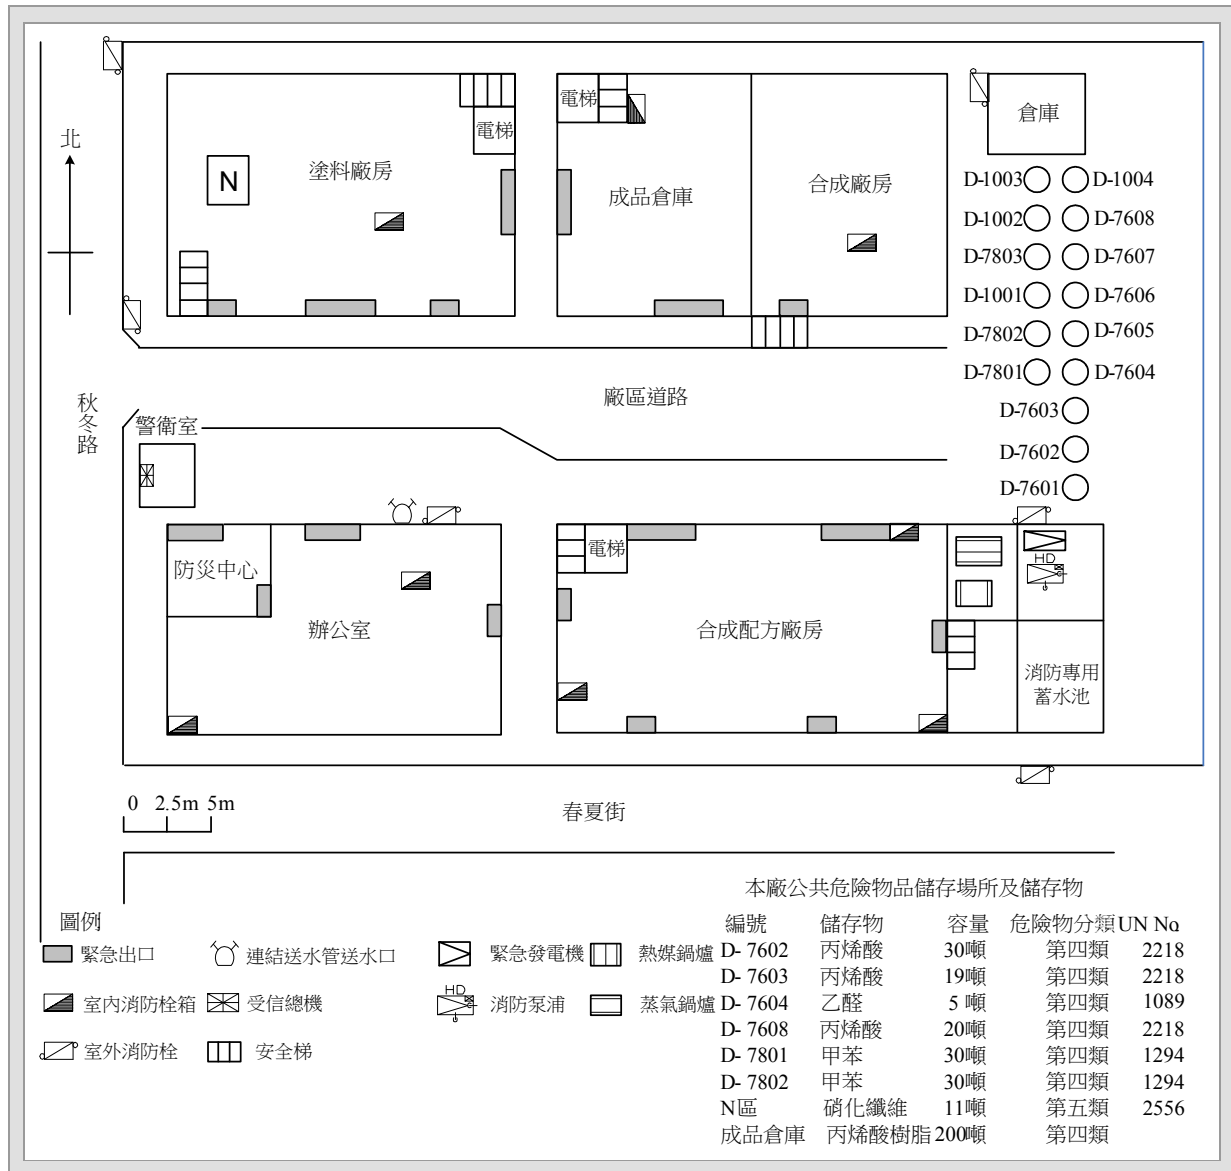 北
N
塗料廠房
電梯
電梯
成品倉庫
合成廠房
倉庫
D-1003
D-1004
D-1002
D-7608
D-7803
D-7607
D-1001
D-7606
D-7802
D-7605
D-7801
D-7604
D-7603
D-7602
D-7601
秋冬路
廠區道路
警衛室
防災中心
辦公室
電梯
合成配方廠房
HD
消防專用
蓄水池
0 2.5m 5m
春夏街
圖例
緊急出口
連結送水管送水口
緊急發電機
熱媒鍋爐
室內消防栓箱
受信總機
HD
消防泵浦
蒸氣鍋爐
室外消防栓
安全梯
本廠公共危險物品儲存場所及儲存物
編號 儲存物 容量 危險物分類 UN No
D- 7602 丙烯酸 30噸 第四類 2218
D- 7603 丙烯酸 19噸 第四類 2218
D- 7604 乙醛 5 噸 第四類 1089
D- 7608 丙烯酸 20噸 第四類 2218
D- 7801 甲苯 30噸 第四類 1294
D- 7802 甲苯 30噸 第四類 1294
N區 硝化纖維 11噸 第五類 2556
成品倉庫 丙烯酸樹脂 200噸 第四類